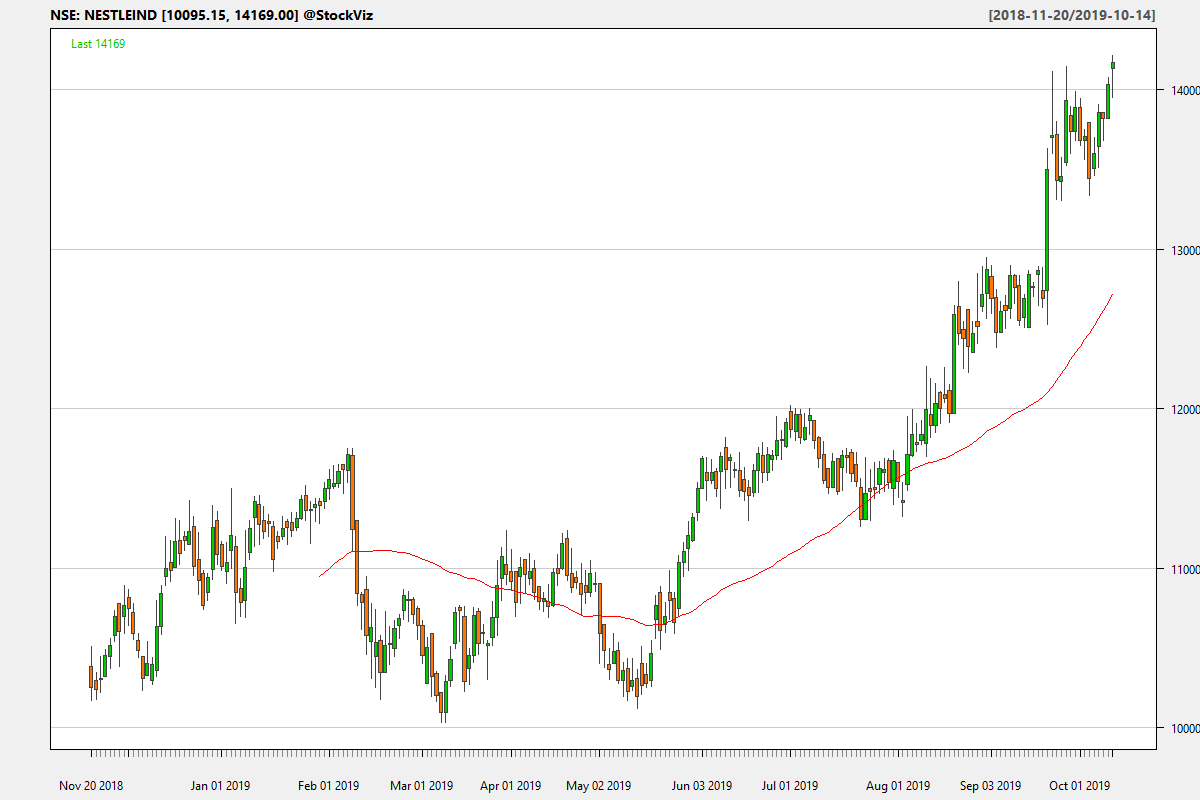 NSE: NESTLEIND [10095.15, 14169.00] @StockViz
[2018-11-20/2019-10-14]
Last 14169
14000
13000
12000
11000
10000
Nov 20 2018
Jan 01 2019
Feb 01 2019
Mar 01 2019
Apr 01 2019
May 02 2019
Jun 03 2019
Jul 01 2019
Aug 01 2019
Sep 03 2019
Oct 01 2019